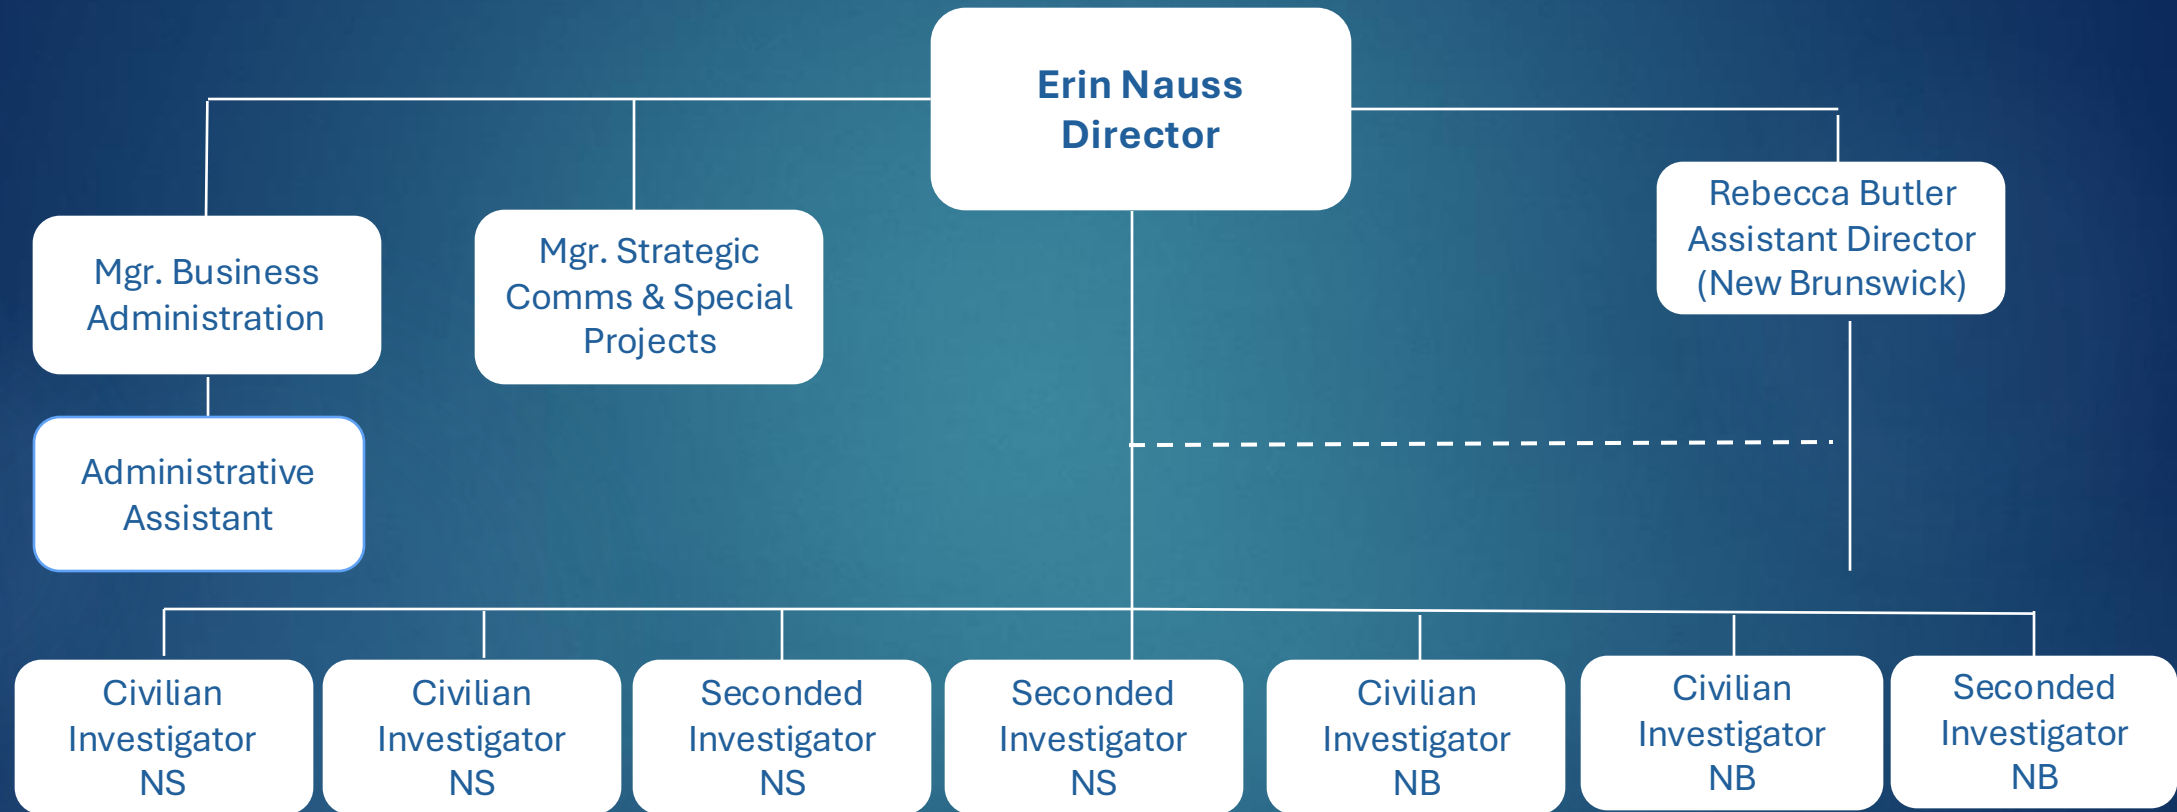 Erin Nauss
Director
Rebecca Butler
Assistant Director
(New Brunswick)
Mgr. Business
Administration
Mgr. Strategic
Comms & Special
Projects
Administrative
Assistant
Civilian
Investigator
NS
Civilian
Investigator
NS
Seconded
Investigator
NS
Seconded
Investigator
NS
Civilian
Investigator
NB
Civilian
Investigator
NB
Seconded
Investigator
NB